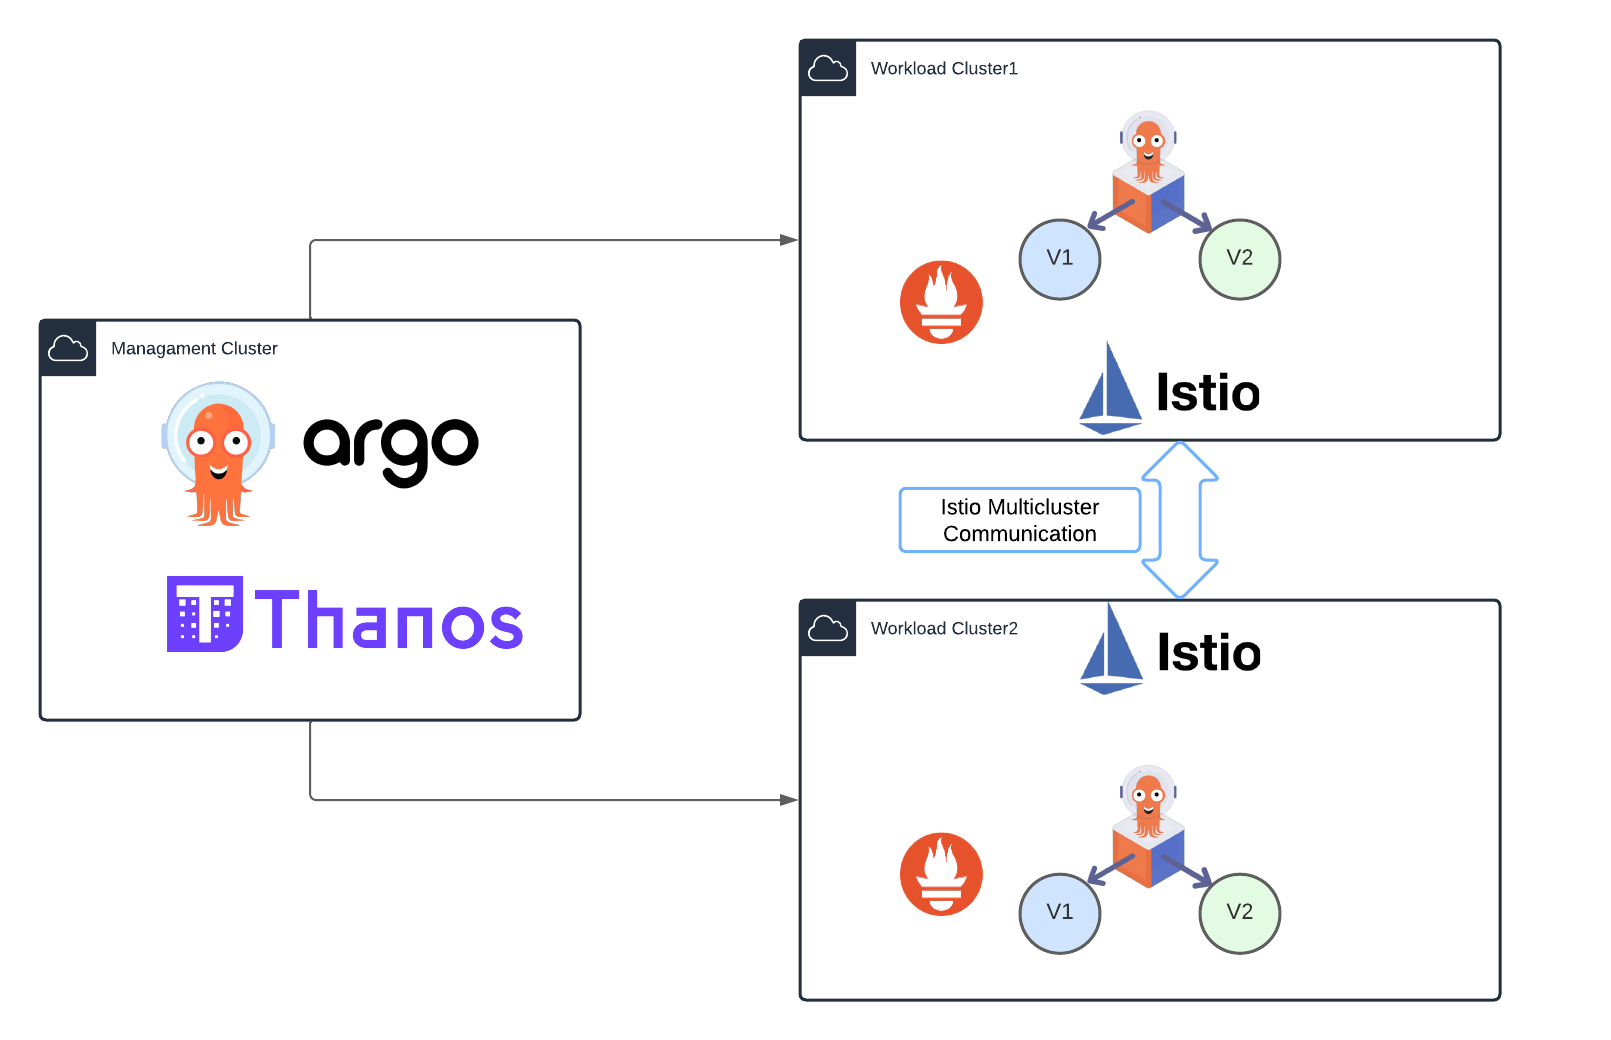 Workload Cluster1
V1
V2
Istio
Managament Cluster
argo
Thanos
Istio Multicluster
Communication
Workload Cluster2
Istio
V1
V2